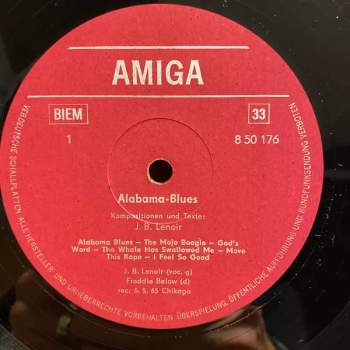 AMIGA
BIEM
33
1
8 50 176
Alabama-Blues
Kompositionen und Texte:
J. B. Lenoir
Alabama Blues — The Mojo Boogie — God's
Word — The Whale Has Swallowed Me — Move
This Rope — I Feel So Good
J. B. Lenoir (voc, g)
Freddie Below (d)
rec. 5. 5. 65 Chikago
VEB DEUTSCHE SCHALLPLATTEN ALLE HERSTELLER- UND URHEBERRECHTE VORBEHALTEN ÜBERSPIELUNG, ÖFFENTLICHE AUFFÜHRUNG UND RUNDFUNKSENDUNG VERBOTEN